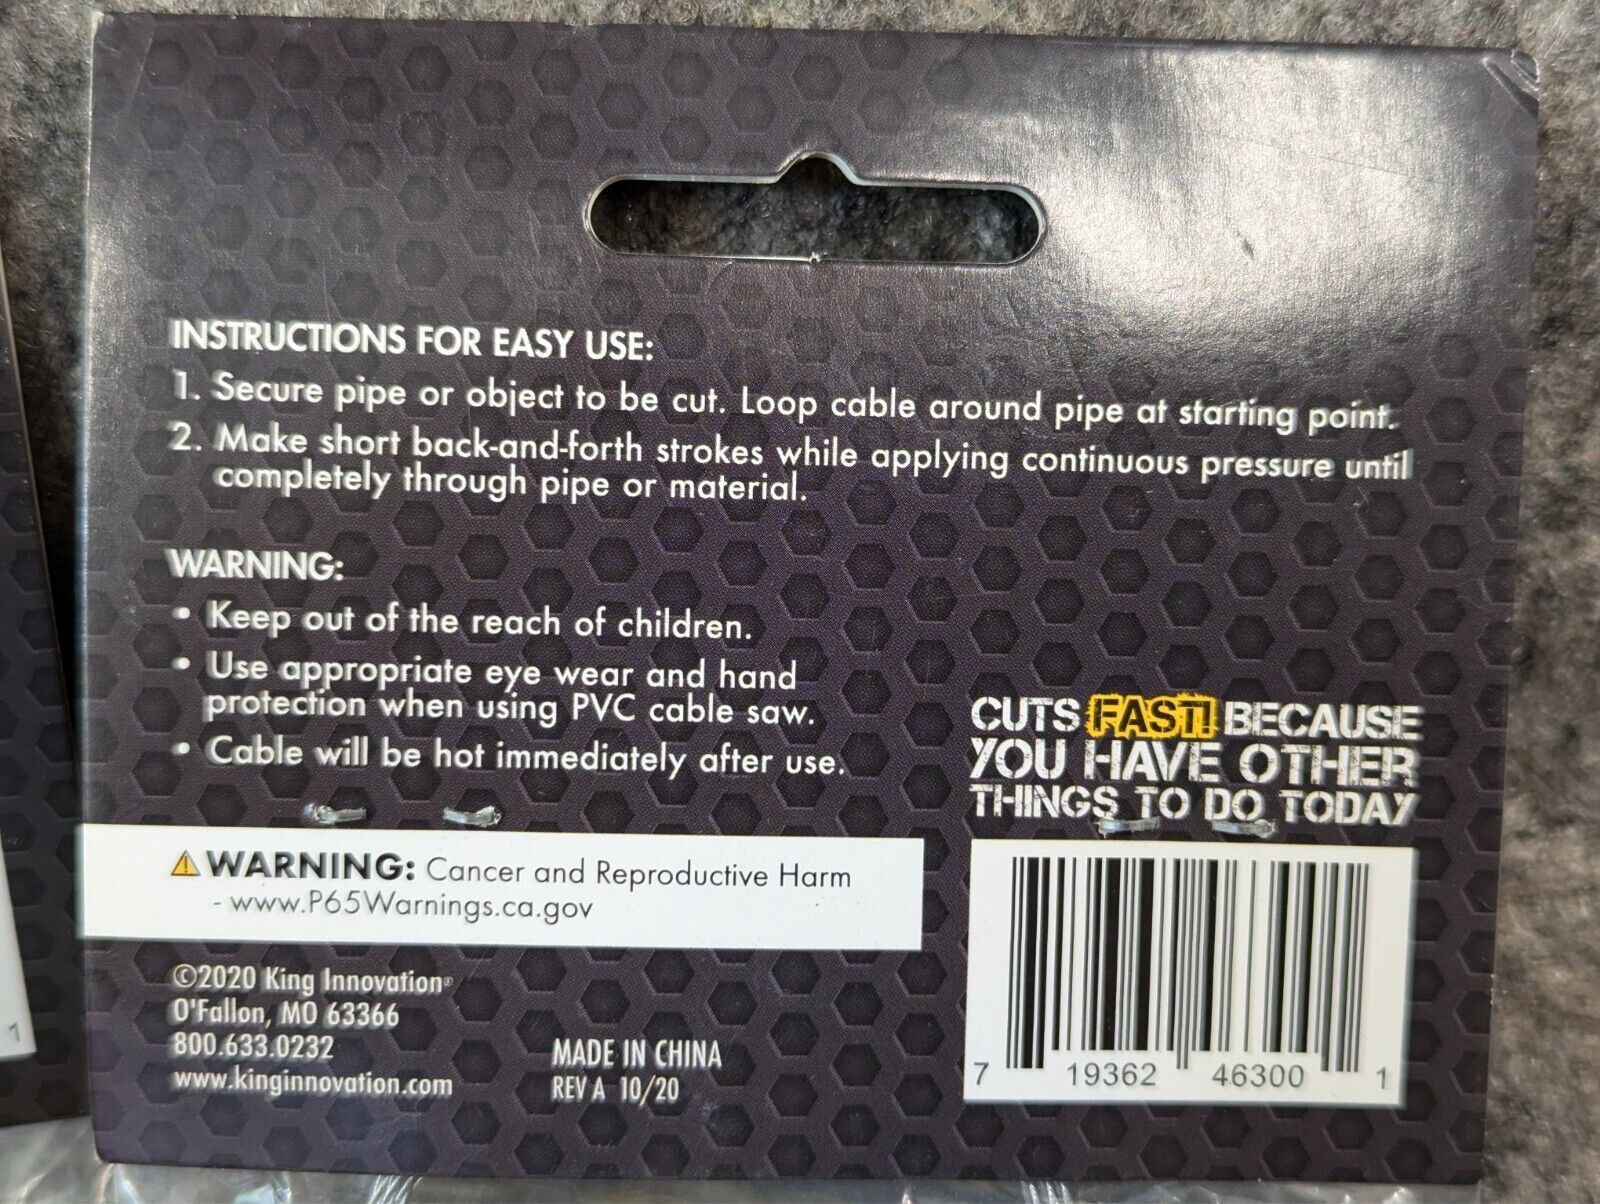 INSTRUCTIONS FOR EASY USE:
1. Secure pipe or object to be cut. Loop cable around pipe at starting point.
2. Make short back-and-forth strokes while applying continuous pressure until
completely through pipe or material.
WARNING:
• Keep out of the reach of children.
• Use appropriate eye wear and hand
protection when using PVC cable saw.
• Cable will be hot immediately after use.
CUTS FAST! BECAUSE
YOU HAVE OTHER
THINGS TO DO TODAY
⚠ WARNING: Cancer and Reproductive Harm
- www.P65Warnings.ca.gov
©2020 King Innovation®
O'Fallon, MO 63366
800.633.0232
www.kinginnovation.com
MADE IN CHINA
REV A 10/20
7 19362 46300 1
1